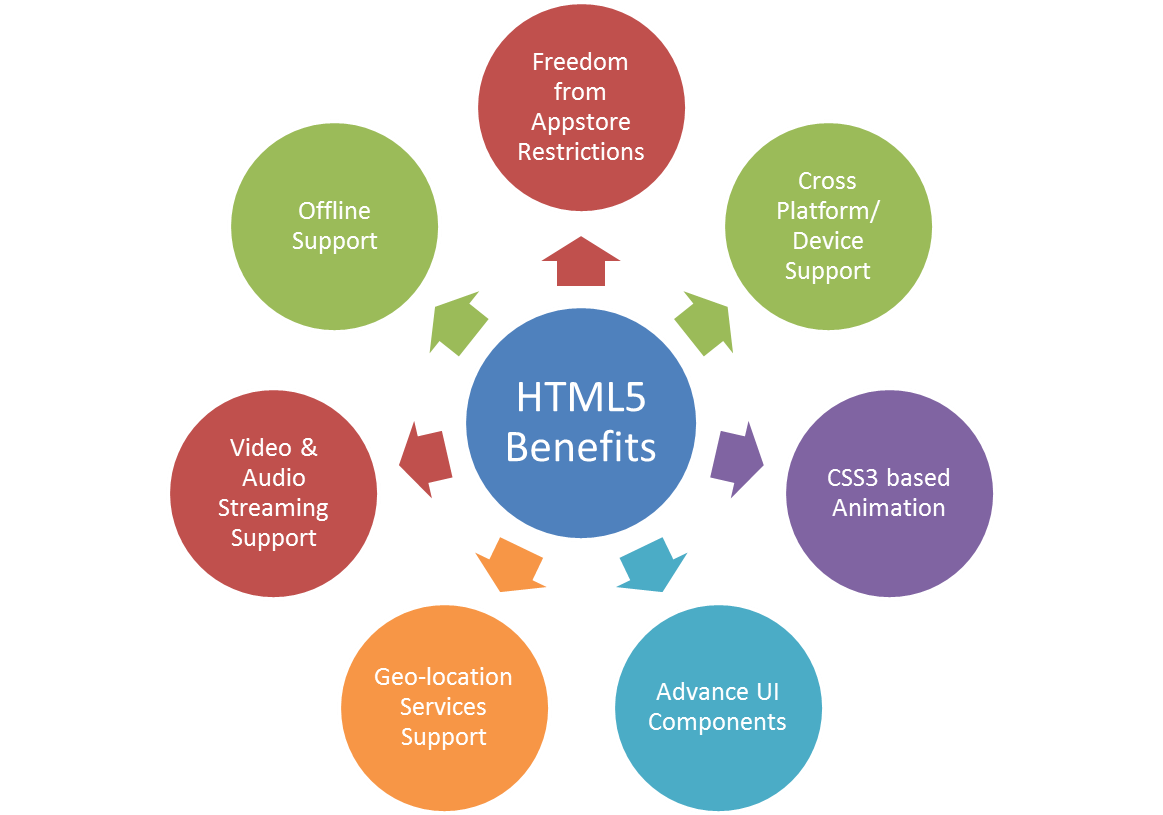 Freedom
from
Appstore
Restrictions
Cross
Platform/
Device
Support
Offline
Support
HTML5
Benefits
Video &
Audio
Streaming
Support
CSS3 based
Animation
Geo-location
Services
Support
Advance UI
Components